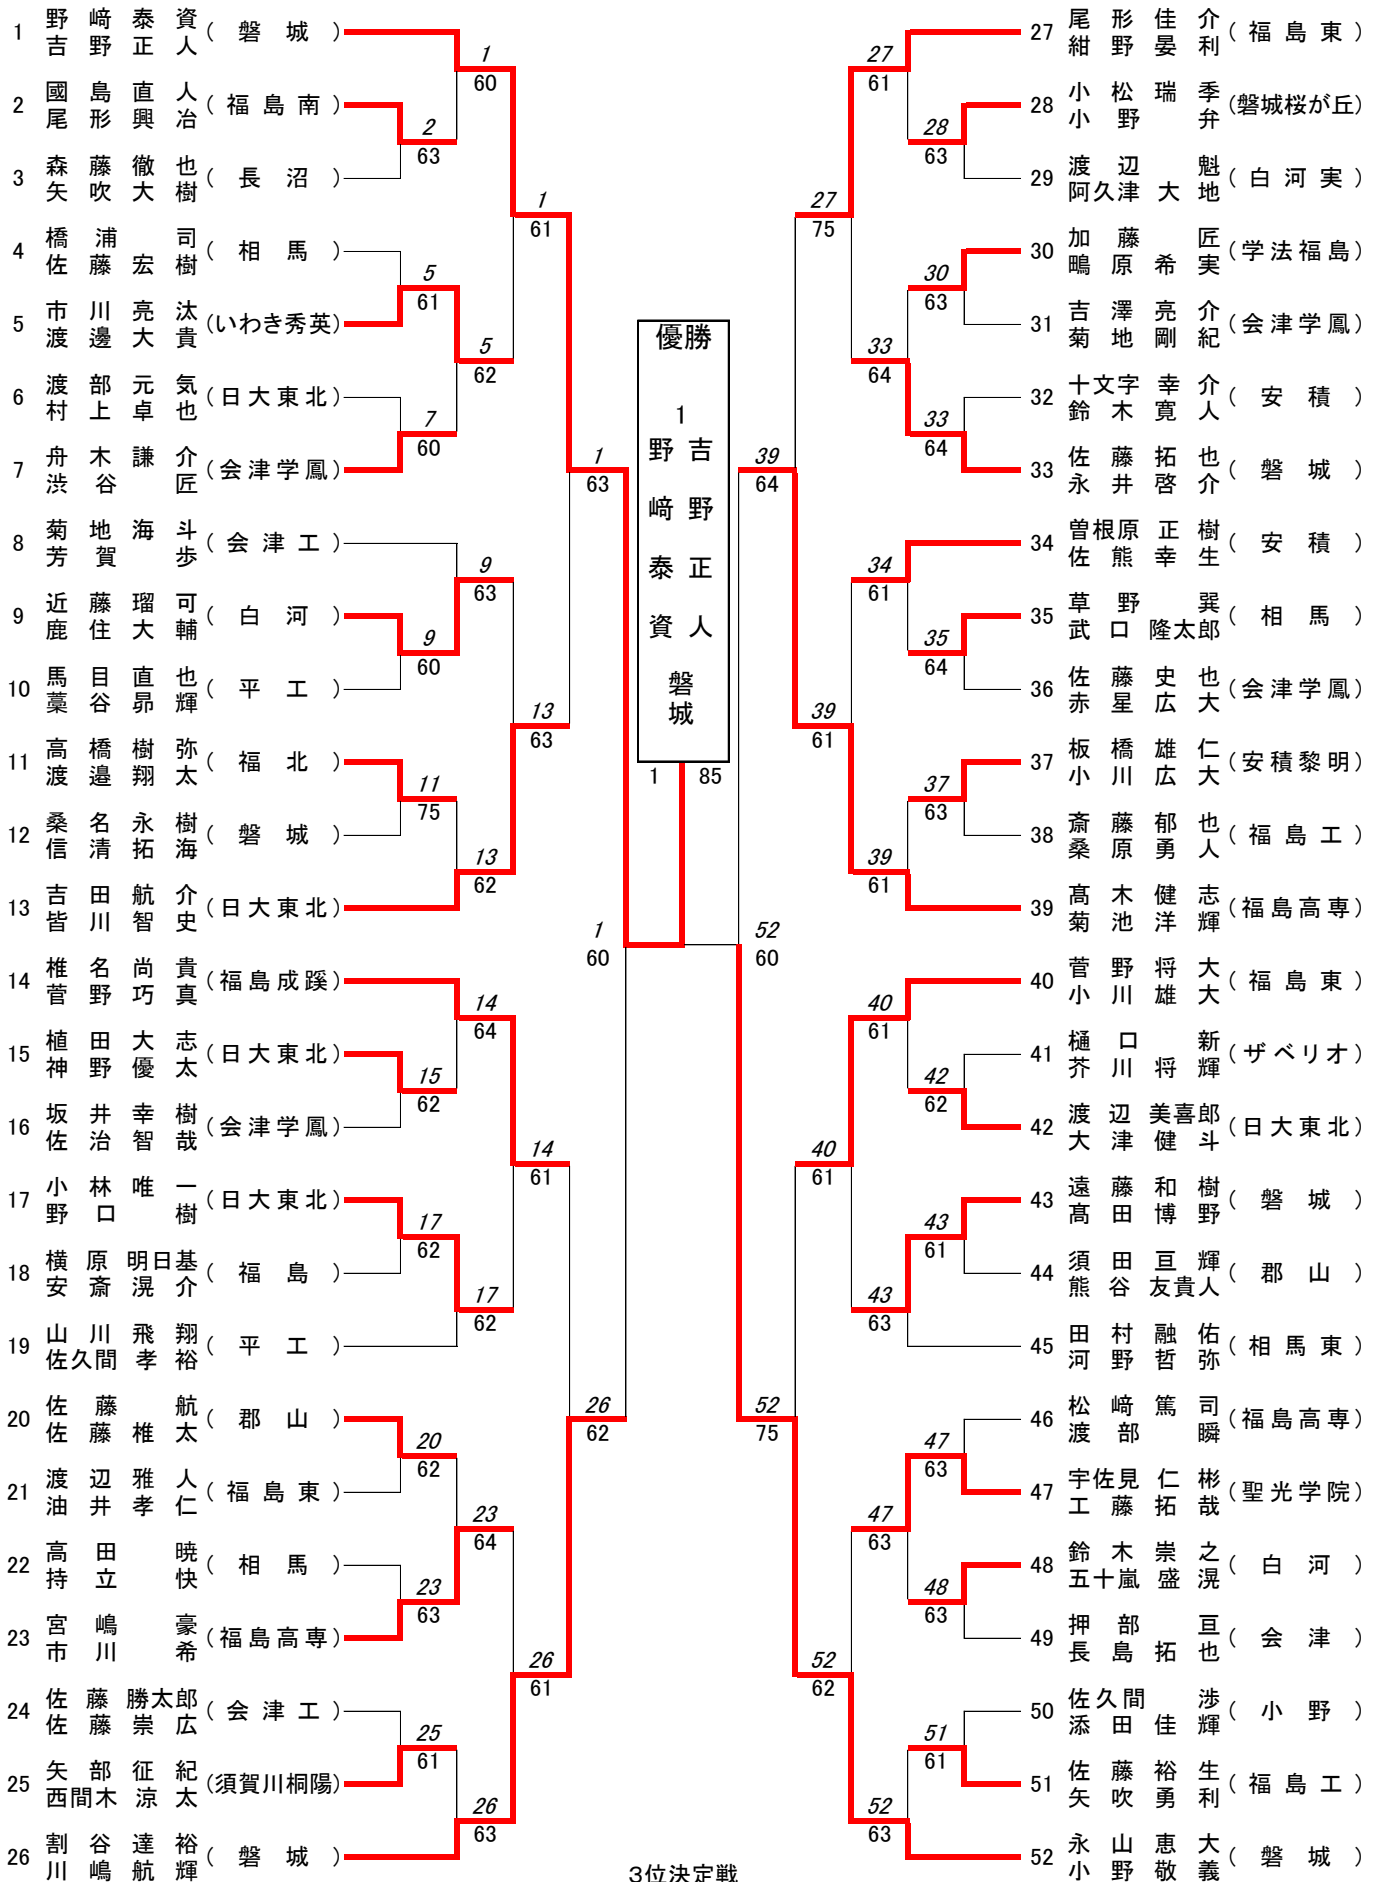 1 野﨑泰資 吉野正人 (磐城)
2 國島直人 尾形興冶 (福島南)
3 森藤徹也 矢吹大樹 (長沼)
4 橋浦司 佐藤宏樹 (相馬)
5 市川亮汰 渡邊大貴 (いわき秀英)
6 渡部元気 村上卓也 (日大東北)
7 舟木謙介 渋谷匠 (会津学鳳)
8 菊地海斗 芳賀歩 (会津工)
9 近藤瑠可 鹿住大輔 (白河)
10 馬目直也 藁谷昴輝 (平工)
11 高橋樹弥 渡邉翔太 (福北)
12 桑名永樹 信清拓海 (磐城)
13 吉田航介 皆川智史 (日大東北)
14 椎名尚貴 菅野巧真 (福島成蹊)
15 植田大志 神野優太 (日大東北)
16 坂井幸樹 佐治智哉 (会津学鳳)
17 小林唯一 野口樹 (日大東北)
18 横原明日基 安斎滉介 (福島)
19 山川飛翔 佐久間孝裕 (平工)
20 佐藤航 佐藤椎太 (郡山)
21 渡辺雅人 油井孝仁 (福島東)
22 高田暁 持立快 (相馬)
23 宮嶋豪 市川希 (福島高専)
24 佐藤勝太郎 佐藤崇広 (会津工)
25 矢部征紀 西間木涼太 (須賀川桐陽)
26 割谷達裕 川嶋航輝 (磐城)
1 60
2 63
5 61
7 60
5 62
1 61
9 60
9 63
11 75
13 62
13 63
1 63
15 62
14 64
17 62
17 62
14 61
20 62
23 63
23 64
25 61
26 63
26 61
26 62
1 60
優勝
1
野﨑泰資
吉野正人
磐城
1 85
3位決定戦
27 61
28 63
27 75
30 63
33 64
33 64
39 64
34 61
35 64
39 61
37 63
39 61
52 60
40 61
42 62
40 61
43 61
43 63
52 75
47 63
47 63
48 63
52 62
51 61
52 63
27 尾形佳介 紺野晏利 (福島東)
28 小松瑞季 小野弁 (磐城桜が丘)
29 渡辺魁 阿久津大地 (白河実)
30 加藤匠 鴫原希実 (学法福島)
31 吉澤亮介 菊地剛紀 (会津学鳳)
32 十文字幸介 鈴木寛人 (安積)
33 佐藤拓也 永井啓介 (磐城)
34 曽根原正樹 佐熊幸生 (安積)
35 草野巽 武口隆太郎 (相馬)
36 佐藤史也 赤星広大 (会津学鳳)
37 板橋雄仁 小川広大 (安積黎明)
38 斎藤郁也 桑原勇人 (福島工)
39 髙木健志 菊池洋輝 (福島高専)
40 菅野将大 小川雄大 (福島東)
41 樋口新 芥川将輝 (ザベリオ)
42 渡辺美喜郎 大津健斗 (日大東北)
43 遠藤和樹 髙田博野 (磐城)
44 須田亘輝 熊谷友貴人 (郡山)
45 田村融佑 河野哲弥 (相馬東)
46 松﨑篤司 渡部瞬 (福島高専)
47 宇佐見仁彬 工藤拓哉 (聖光学院)
48 鈴木崇之 五十嵐盛滉 (白河)
49 押部亘 長島拓也 (会津)
50 佐久間渉 添田佳輝 (小野)
51 佐藤裕生 矢吹勇利 (福島工)
52 永山恵大 小野敬義 (磐城)